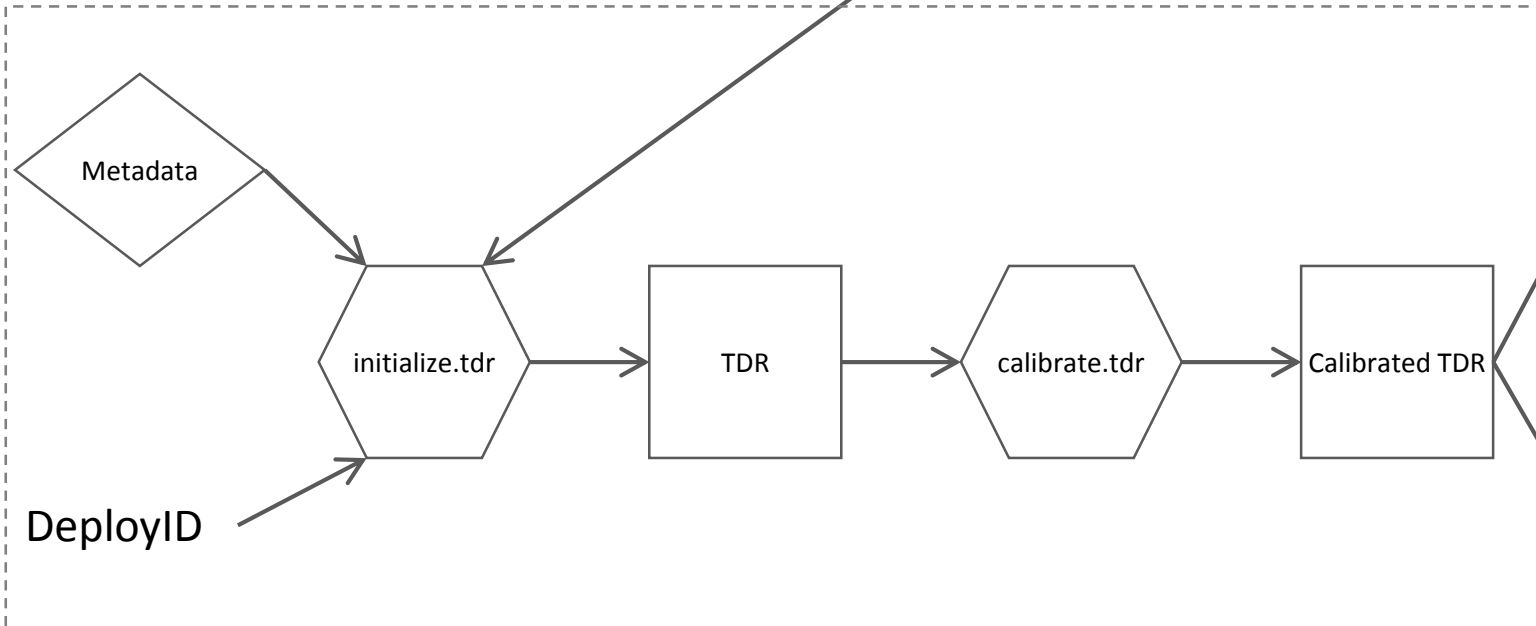 Metadata
initialize.tdr
TDR
calibrate.tdr
Calibrated TDR
DeployID